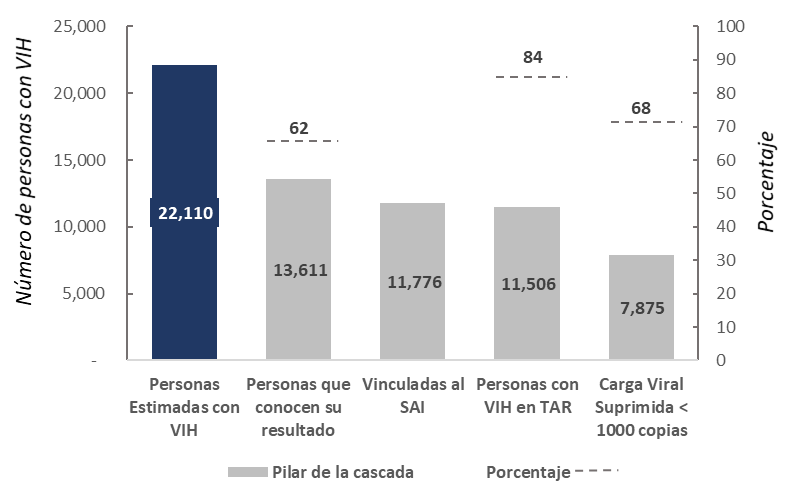 Número de personas con VIH
25,000
20,000
15,000
10,000
5,000
-
22,110
13,611
11,776
11,506
7,875
62
84
68
100
90
80
70
60
50
40
30
20
10
0
Porcentaje
Personas
Estimadas con
VIH
Personas que
conocen su
resultado
Vinculadas al
SAI
Personas con
VIH en TAR
Carga Viral
Suprimida <
1000 copias
Pilar de la cascada
Porcentaje